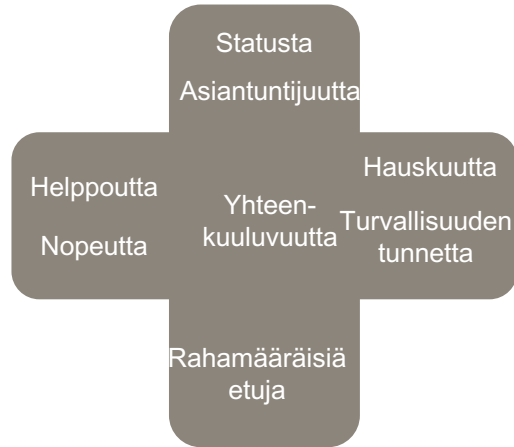 Statusta
Asiantuntijuutta
Helppoutta
Nopeutta
Yhteen-
kuuluvuutta
Hauskuutta
Turvallisuuden
tunnetta
Rahamääräisiä
etuja